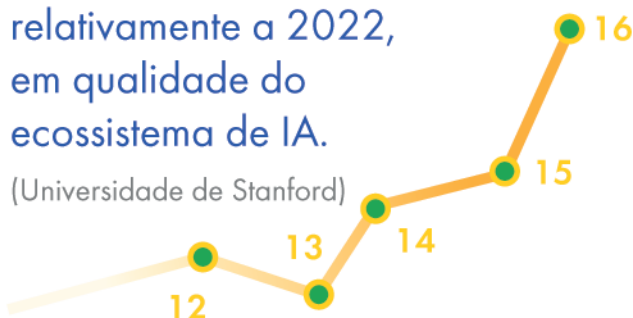 relativamente a 2022,
em qualidade do
ecossistema de IA.
(Universidade de Stanford)
16
15
14
13
12